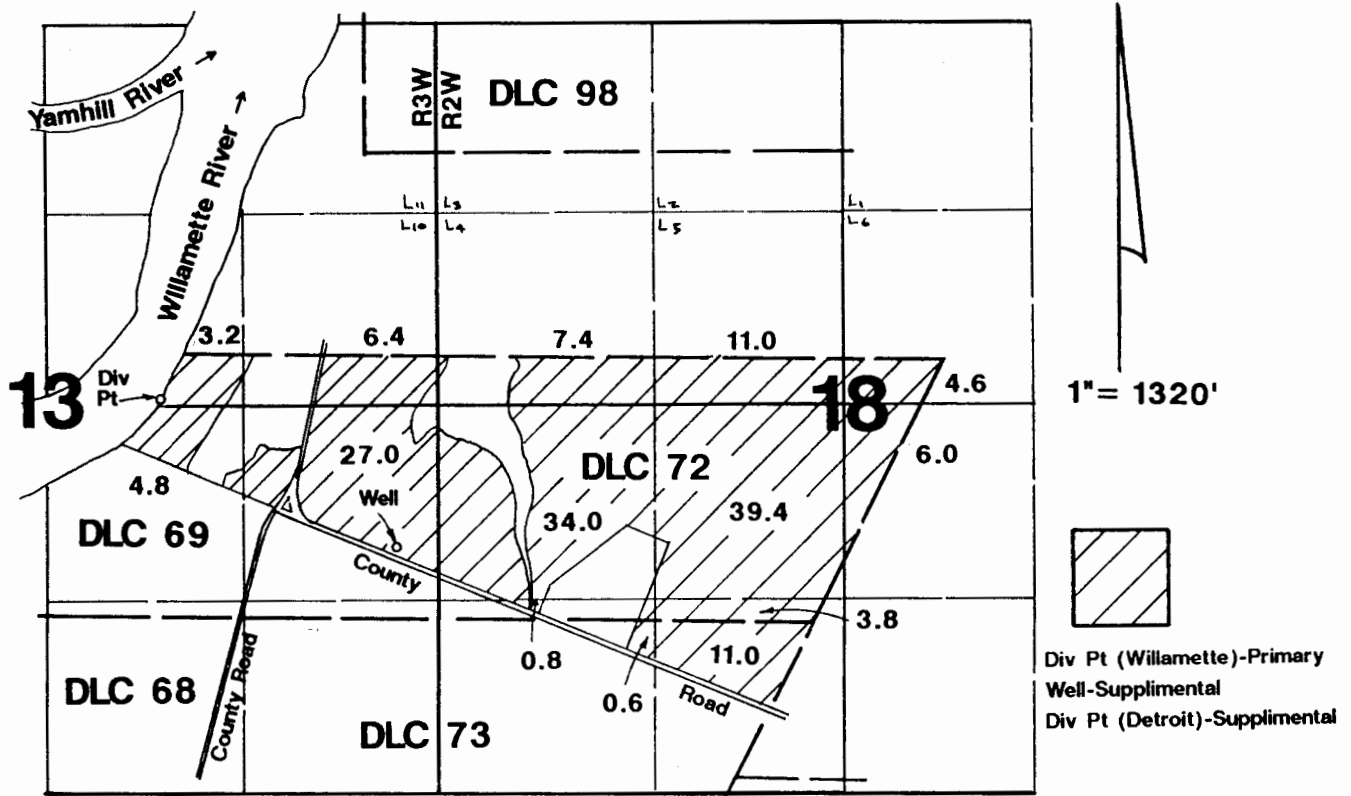 Yamhill River →
Willamette River →
R3W
R2W
DLC 98
L11 L3
L10 L4
L2
L5
L1
L6
3.2
6.4
7.4
11.0
13
Div
Pt
18
4.6
1"= 1320'
27.0
DLC 72
6.0
4.8
Well
34.0
39.4
DLC 69
County
3.8
0.8
0.6
11.0
Road
DLC 68
County Road
DLC 73
Div Pt (Willamette)-Primary
Well-Supplimental
Div Pt (Detroit)-Supplimental